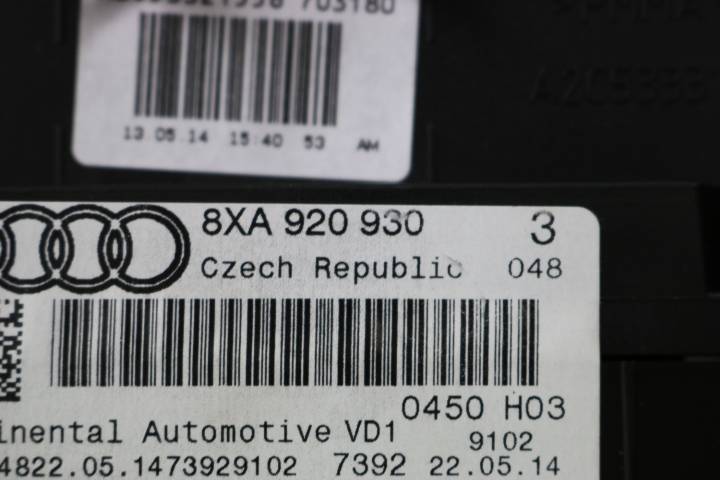 703180
13.05.14 15:40 53 AM
8XA 920 930 3
Czech Republic 048
0450 H03
inental Automotive VD1 9102
4822.05.1473929102 7392 22.05.14